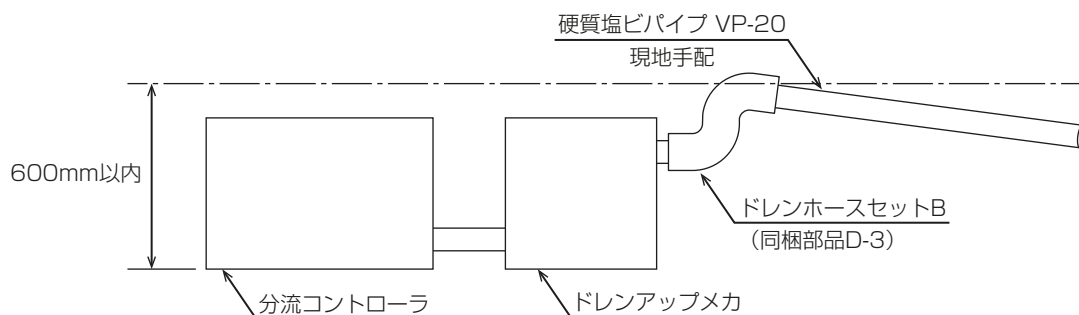 硬質塩ビパイプ VP-20
現地手配
600mm以内
ドレンホースセットB
（同梱部品D-3）
分流コントローラ
ドレンアップメカ